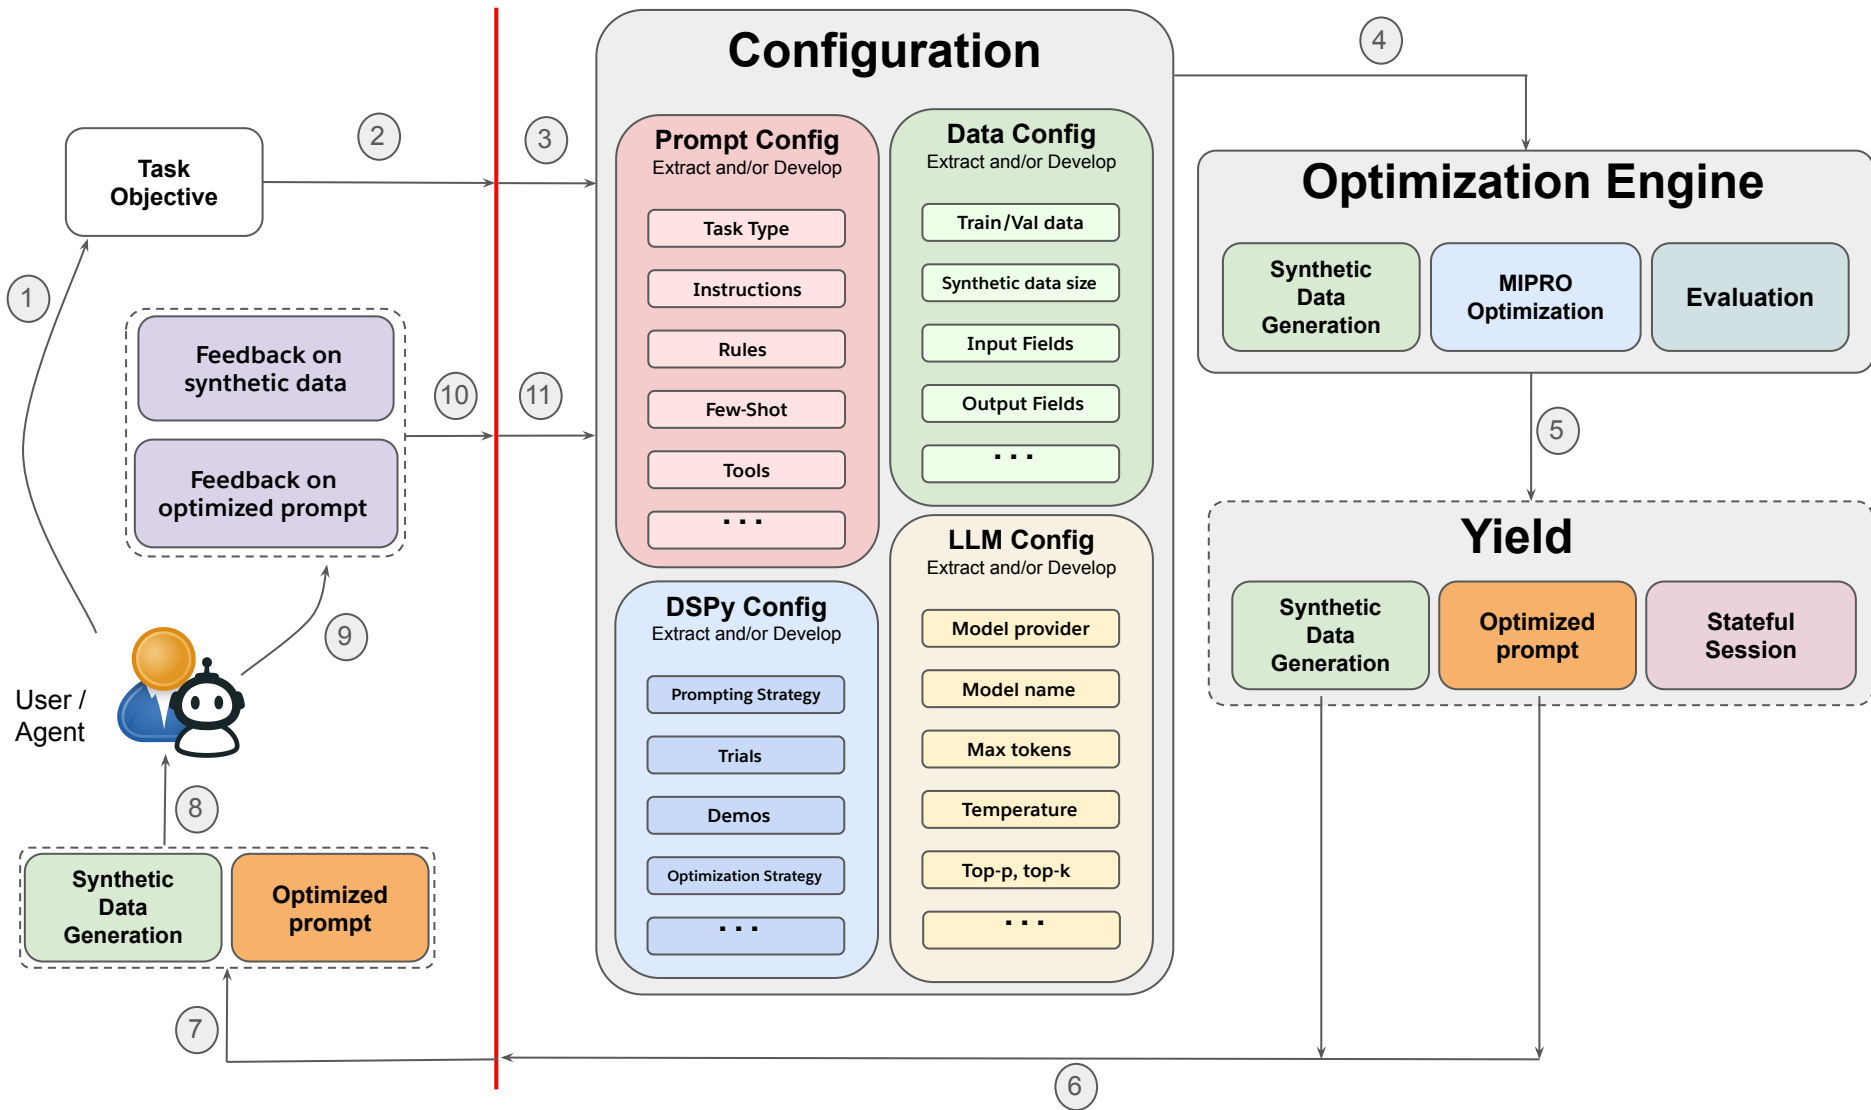 Configuration
4
2
3
Task
Objective
Prompt Config
Extract and/or Develop
Task Type
Instructions
Rules
Few-Shot
Tools
...
Data Config
Extract and/or Develop
Train/Val data
Synthetic data size
Input Fields
Output Fields
...
Optimization Engine
Synthetic
Data
Generation
MIPRO
Optimization
Evaluation
1
Feedback on
synthetic data
Feedback on
optimized prompt
10
11
5
DSPy Config
Extract and/or Develop
Prompting Strategy
Trials
Demos
Optimization Strategy
...
LLM Config
Extract and/or Develop
Model provider
Model name
Max tokens
Temperature
Top-p, top-k
...
Yield
Synthetic
Data
Generation
Optimized
prompt
Stateful
Session
9
User /
Agent
8
Synthetic
Data
Generation
Optimized
prompt
7
6